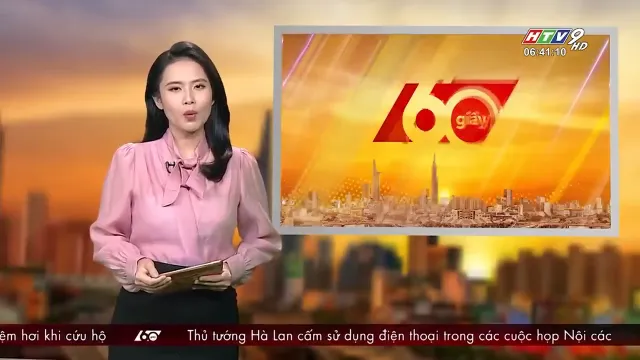 HTV9 HD
06:41:10
60 giây
ệm hơi khi cứu hộ 60 Thủ tướng Hà Lan cấm sử dụng điện thoại trong các cuộc họp Nội các